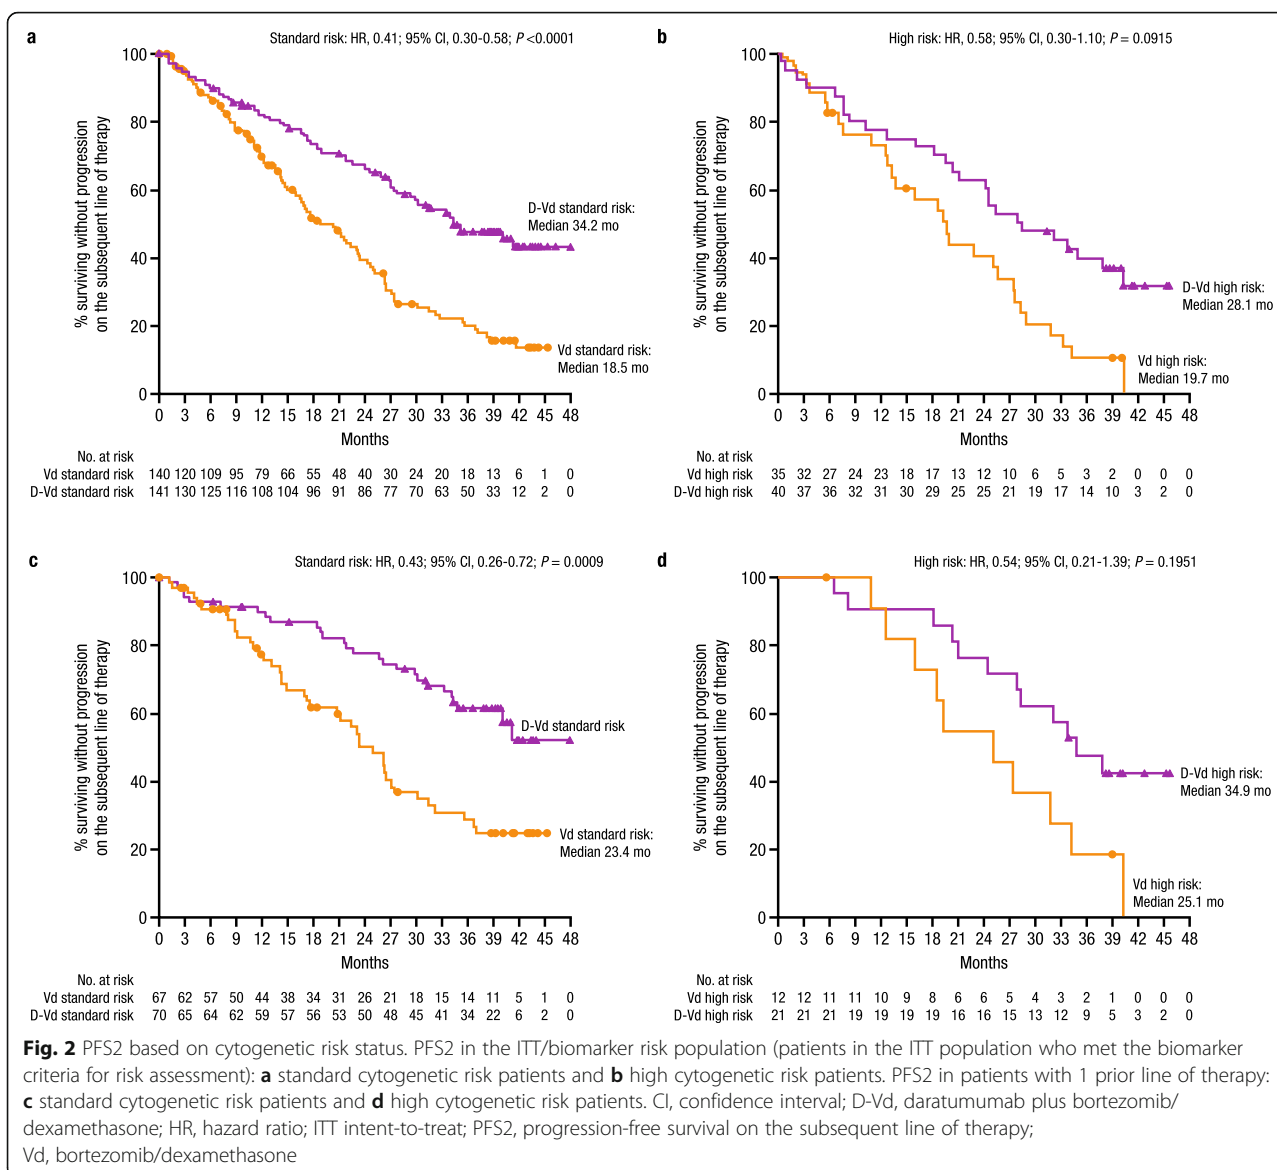 a
Standard risk: HR, 0.41; 95% CI, 0.30-0.58; P <0.0001
% surviving without progression
on the subsequent line of therapy
100
80
60
40
20
0
D-Vd standard risk:
Median 34.2 mo
Vd standard risk:
Median 18.5 mo
0 3 6 9 12 15 18 21 24 27 30 33 36 39 42 45 48
Months
No. at risk
Vd standard risk 140 120 109 95 79 66 55 48 40 30 24 20 18 13 6 1 0
D-Vd standard risk 141 130 125 116 108 104 96 91 86 77 70 63 50 33 12 2 0
b
High risk: HR, 0.58; 95% CI, 0.30-1.10; P = 0.0915
% surviving without progression
on the subsequent line of therapy
100
80
60
40
20
0
D-Vd high risk:
Median 28.1 mo
Vd high risk:
Median 19.7 mo
0 3 6 9 12 15 18 21 24 27 30 33 36 39 42 45 48
Months
No. at risk
Vd high risk 35 32 27 24 23 18 17 13 12 10 6 5 3 2 0 0 0
D-Vd high risk 40 37 36 32 31 30 29 25 25 21 19 17 14 10 3 2 0
c
Standard risk: HR, 0.43; 95% CI, 0.26-0.72; P = 0.0009
% surviving without progression
on the subsequent line of therapy
100
80
60
40
20
0
D-Vd standard risk
Vd standard risk:
Median 23.4 mo
0 3 6 9 12 15 18 21 24 27 30 33 36 39 42 45 48
Months
No. at risk
Vd standard risk 67 62 57 50 44 38 34 31 26 21 18 15 14 11 5 1 0
D-Vd standard risk 70 65 64 62 59 57 56 53 50 48 45 41 34 22 6 2 0
d
High risk: HR, 0.54; 95% CI, 0.21-1.39; P = 0.1951
% surviving without progression
on the subsequent line of therapy
100
80
60
40
20
0
D-Vd high risk:
Median 34.9 mo
Vd high risk:
Median 25.1 mo
0 3 6 9 12 15 18 21 24 27 30 33 36 39 42 45 48
Months
No. at risk
Vd high risk 12 12 11 11 10 9 8 6 6 5 4 3 2 1 0 0 0
D-Vd high risk 21 21 21 19 19 19 19 16 16 15 13 12 9 5 3 2 0
Fig. 2 PFS2 based on cytogenetic risk status. PFS2 in the ITT/biomarker risk population (patients in the ITT population who met the biomarker
criteria for risk assessment): a standard cytogenetic risk patients and b high cytogenetic risk patients. PFS2 in patients with 1 prior line of therapy:
c standard cytogenetic risk patients and d high cytogenetic risk patients. CI, confidence interval; D-Vd, daratumumab plus bortezomib/
dexamethasone; HR, hazard ratio; ITT intent-to-treat; PFS2, progression-free survival on the subsequent line of therapy;
Vd, bortezomib/dexamethasone